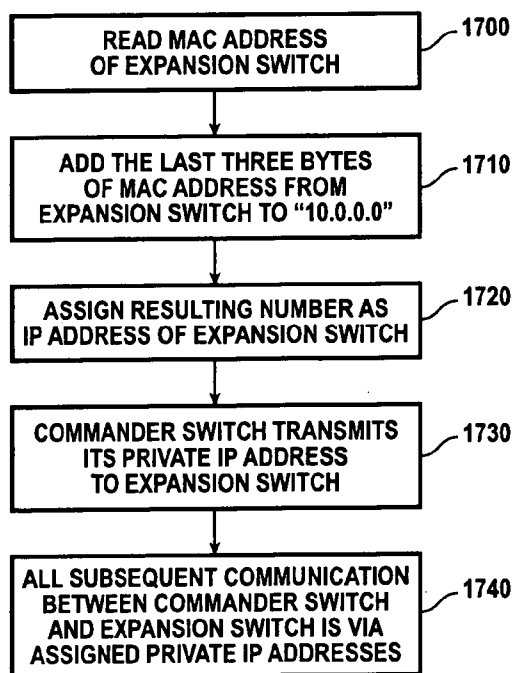 READ MAC ADDRESS
OF EXPANSION SWITCH
1700
ADD THE LAST THREE BYTES
OF MAC ADDRESS FROM
EXPANSION SWITCH TO “10.0.0.0”
1710
ASSIGN RESULTING NUMBER AS
IP ADDRESS OF EXPANSION SWITCH
1720
COMMANDER SWITCH TRANSMITS
ITS PRIVATE IP ADDRESS
TO EXPANSION SWITCH
1730
ALL SUBSEQUENT COMMUNICATION
BETWEEN COMMANDER SWITCH
AND EXPANSION SWITCH IS VIA
ASSIGNED PRIVATE IP ADDRESSES
1740